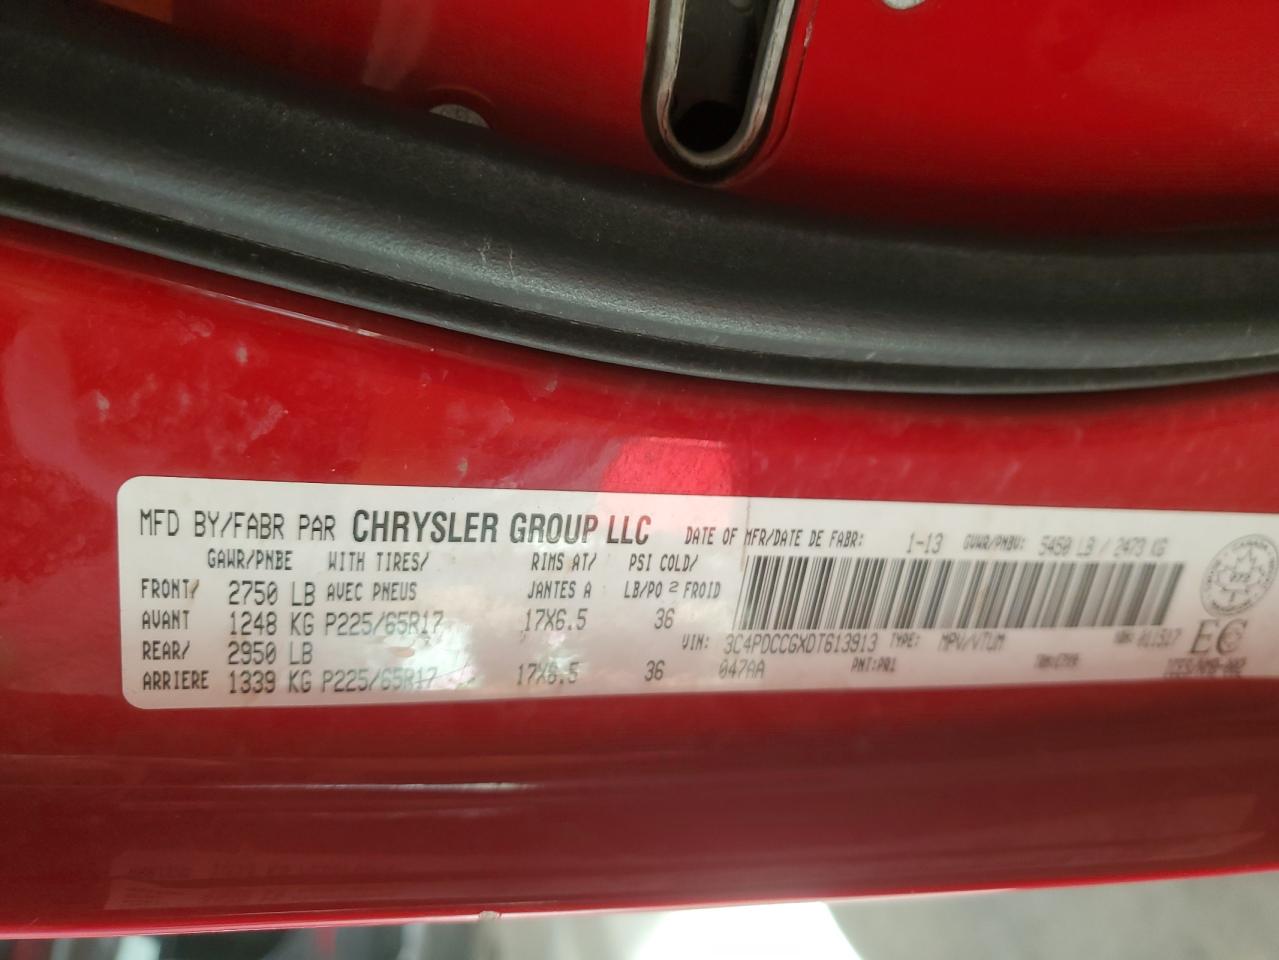 MFD BY/FABR PAR CHRYSLER GROUP LLC DATE OF MFR/DATE DE FABR: 1-13 GVWR/PNBV: 5450 LB / 2473 KG
GAWR/PNBE WITH TIRES/ RIMS AT/ PSI COLD/
FRONT/ 2750 LB AVEC PNEUS JANTES A LB/PO 2 FROID
AVANT 1248 KG P225/65R17 17X6.5 36
VIN: 3C4PDCCGXDT613913 TYPE: MPV/VTUM EC
REAR/ 2950 LB
ARRIERE 1339 KG P225/65R17 17X6.5 36 047AA PNT:PR1